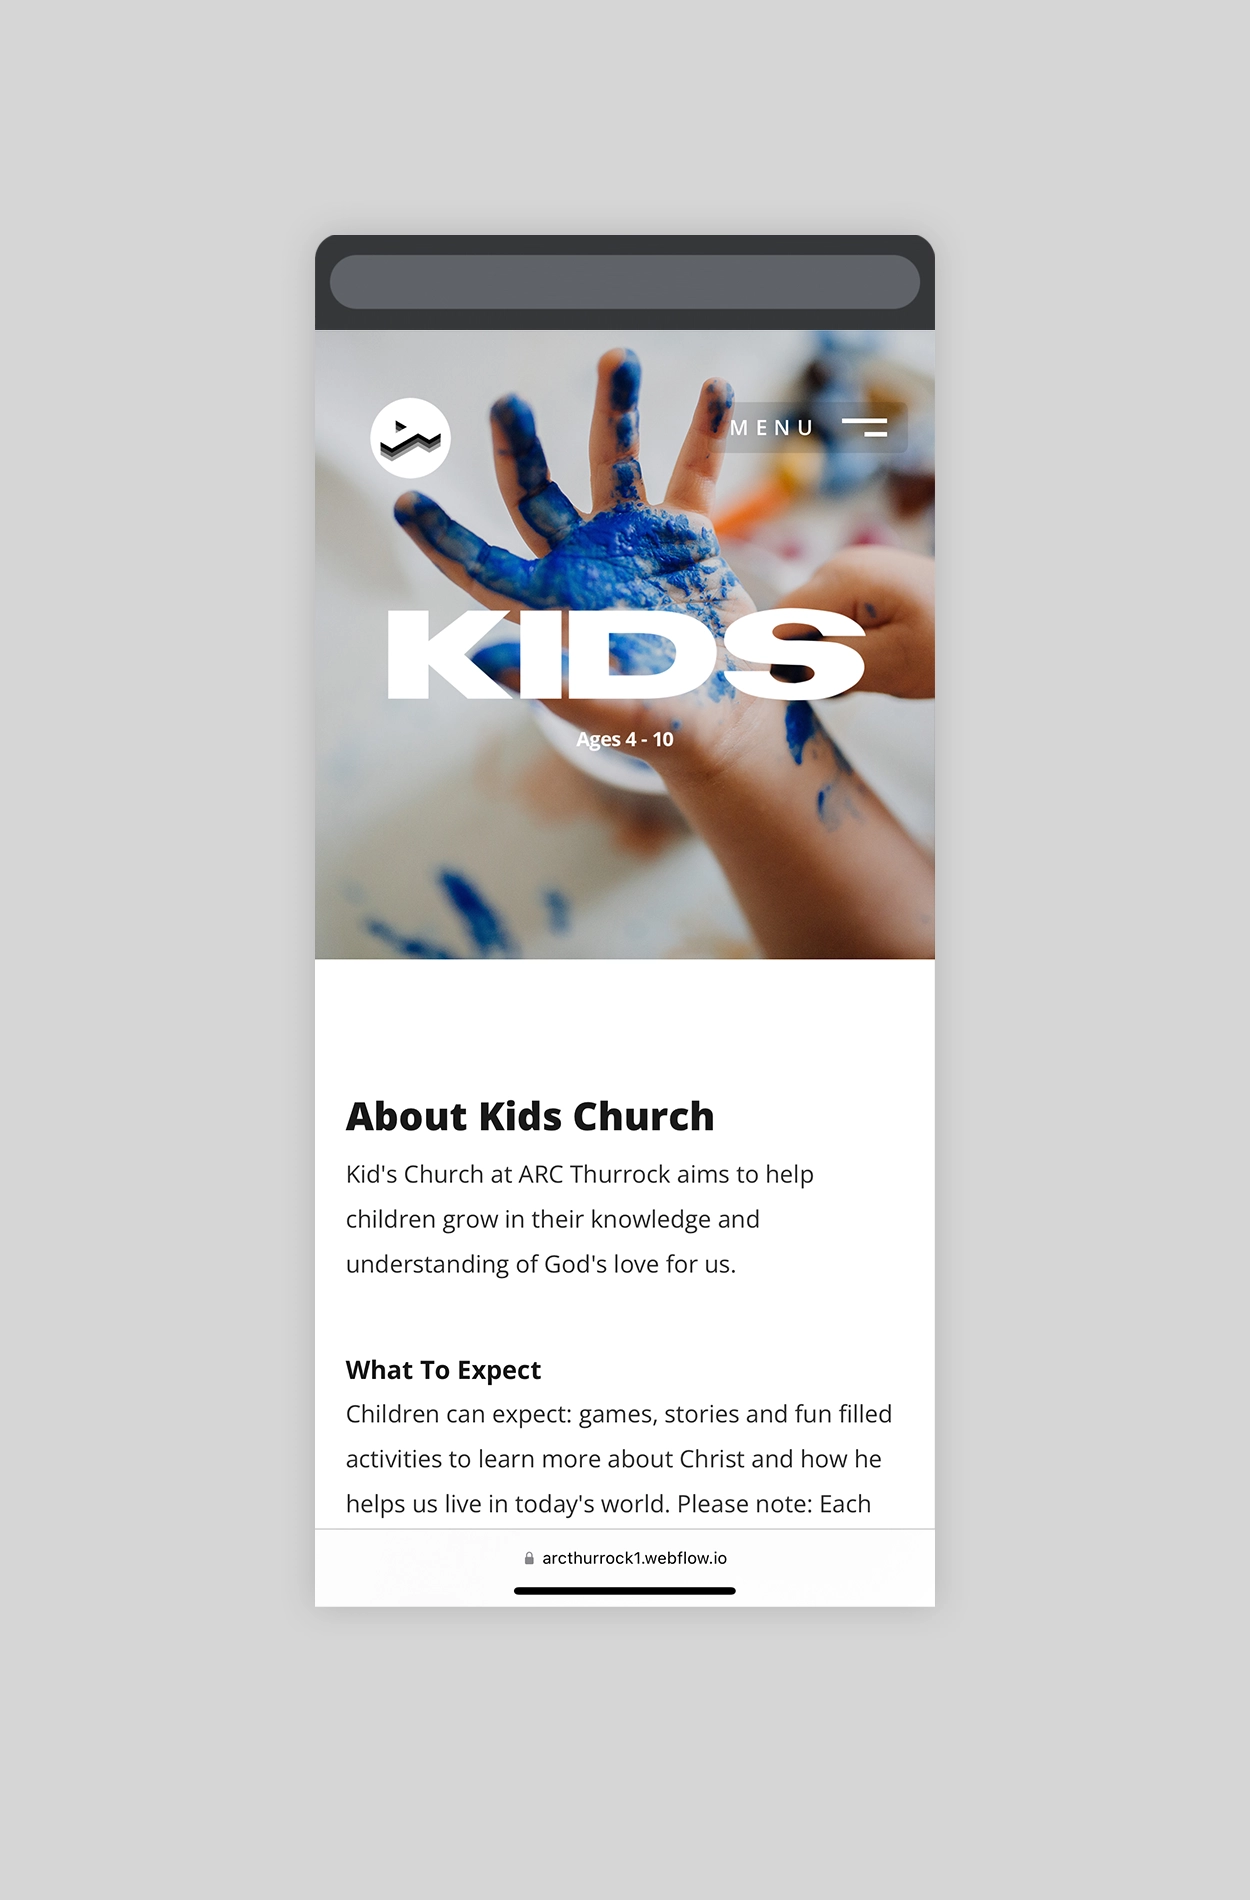 MENU
KIDS
Ages 4 - 10
About Kids Church
Kid's Church at ARC Thurrock aims to help
children grow in their knowledge and
understanding of God's love for us.
What To Expect
Children can expect: games, stories and fun filled
activities to learn more about Christ and how he
helps us live in today's world. Please note: Each
arcthurrock1.webflow.io